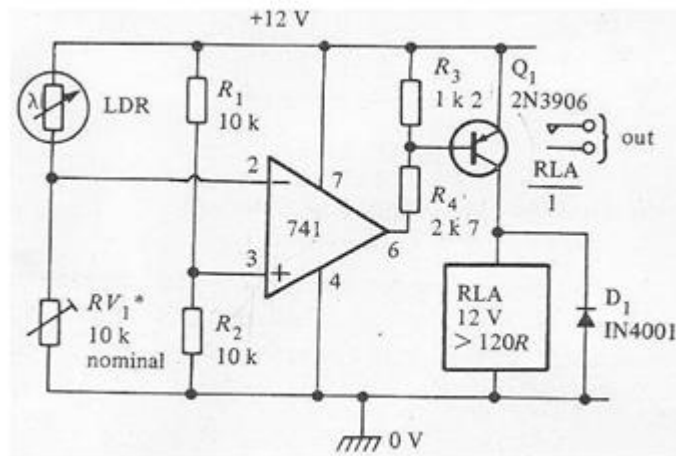 +12 V
λ
LDR
R1
10 k
R3
1 k 2
Q1
2N3906
out
RLA
1
2
7
741
6
3
4
R4
2 k 7
RV1*
10 k
nominal
R2
10 k
RLA
12 V
> 120R
D1
IN4001
0 V